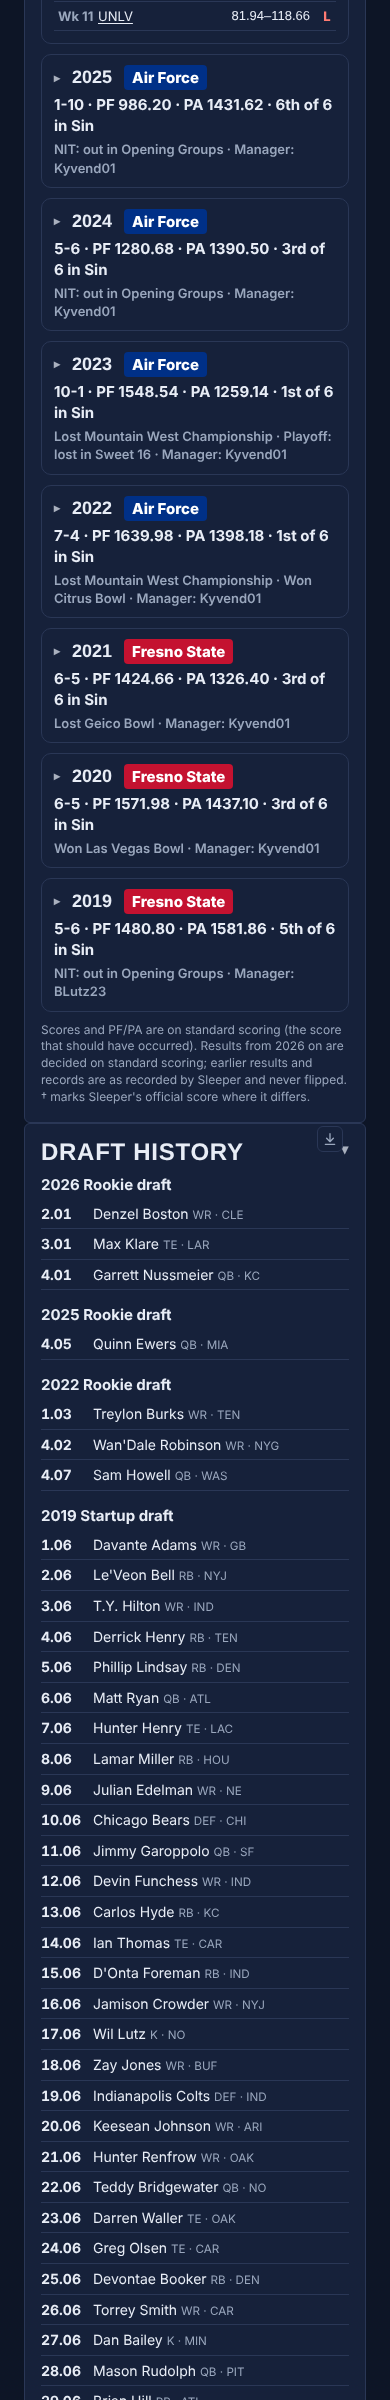 Wk 11 UNLV 81.94–118.66 L
▸ 2025 Air Force
1-10 · PF 986.20 · PA 1431.62 · 6th of 6
in Sin
NIT: out in Opening Groups · Manager:
Kyvend01
▸ 2024 Air Force
5-6 · PF 1280.68 · PA 1390.50 · 3rd of
6 in Sin
NIT: out in Opening Groups · Manager:
Kyvend01
▸ 2023 Air Force
10-1 · PF 1548.54 · PA 1259.14 · 1st of 6
in Sin
Lost Mountain West Championship · Playoff:
lost in Sweet 16 · Manager: Kyvend01
▸ 2022 Air Force
7-4 · PF 1639.98 · PA 1398.18 · 1st of 6
in Sin
Lost Mountain West Championship · Won
Citrus Bowl · Manager: Kyvend01
▸ 2021 Fresno State
6-5 · PF 1424.66 · PA 1326.40 · 3rd of
6 in Sin
Lost Geico Bowl · Manager: Kyvend01
▸ 2020 Fresno State
6-5 · PF 1571.98 · PA 1437.10 · 3rd of 6
in Sin
Won Las Vegas Bowl · Manager: Kyvend01
▸ 2019 Fresno State
5-6 · PF 1480.80 · PA 1581.86 · 5th of 6
in Sin
NIT: out in Opening Groups · Manager:
BLutz23
Scores and PF/PA are on standard scoring (the score
that should have occurred). Results from 2026 on are
decided on standard scoring; earlier results and
records are as recorded by Sleeper and never flipped.
† marks Sleeper's official score where it differs.
DRAFT HISTORY ▾
2026 Rookie draft
2.01 Denzel Boston WR · CLE
3.01 Max Klare TE · LAR
4.01 Garrett Nussmeier QB · KC
2025 Rookie draft
4.05 Quinn Ewers QB · MIA
2022 Rookie draft
1.03 Treylon Burks WR · TEN
4.02 Wan'Dale Robinson WR · NYG
4.07 Sam Howell QB · WAS
2019 Startup draft
1.06 Davante Adams WR · GB
2.06 Le'Veon Bell RB · NYJ
3.06 T.Y. Hilton WR · IND
4.06 Derrick Henry RB · TEN
5.06 Phillip Lindsay RB · DEN
6.06 Matt Ryan QB · ATL
7.06 Hunter Henry TE · LAC
8.06 Lamar Miller RB · HOU
9.06 Julian Edelman WR · NE
10.06 Chicago Bears DEF · CHI
11.06 Jimmy Garoppolo QB · SF
12.06 Devin Funchess WR · IND
13.06 Carlos Hyde RB · KC
14.06 Ian Thomas TE · CAR
15.06 D'Onta Foreman RB · IND
16.06 Jamison Crowder WR · NYJ
17.06 Wil Lutz K · NO
18.06 Zay Jones WR · BUF
19.06 Indianapolis Colts DEF · IND
20.06 Keesean Johnson WR · ARI
21.06 Hunter Renfrow WR · OAK
22.06 Teddy Bridgewater QB · NO
23.06 Darren Waller TE · OAK
24.06 Greg Olsen TE · CAR
25.06 Devontae Booker RB · DEN
26.06 Torrey Smith WR · CAR
27.06 Dan Bailey K · MIN
28.06 Mason Rudolph QB · PIT
29.06 Brian Hill RB · ATL